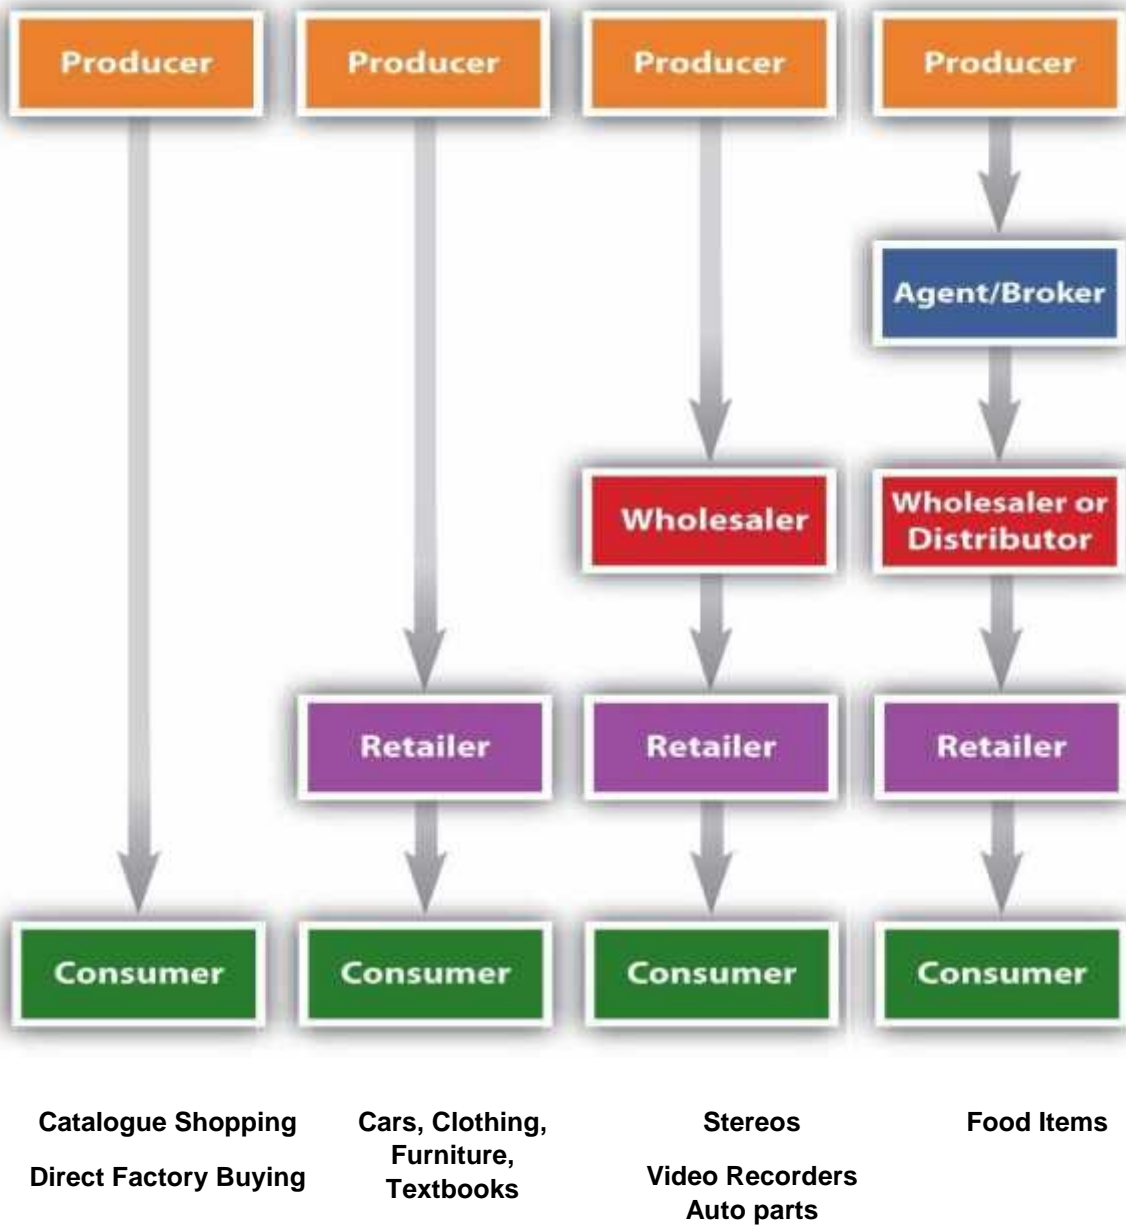 Producer
Producer
Producer
Producer
Agent/Broker
Wholesaler
Wholesaler or
Distributor
Retailer
Retailer
Retailer
Consumer
Consumer
Consumer
Consumer
Catalogue Shopping
Direct Factory Buying
Cars, Clothing,
Furniture,
Textbooks
Stereos
Video Recorders
Auto parts
Food Items